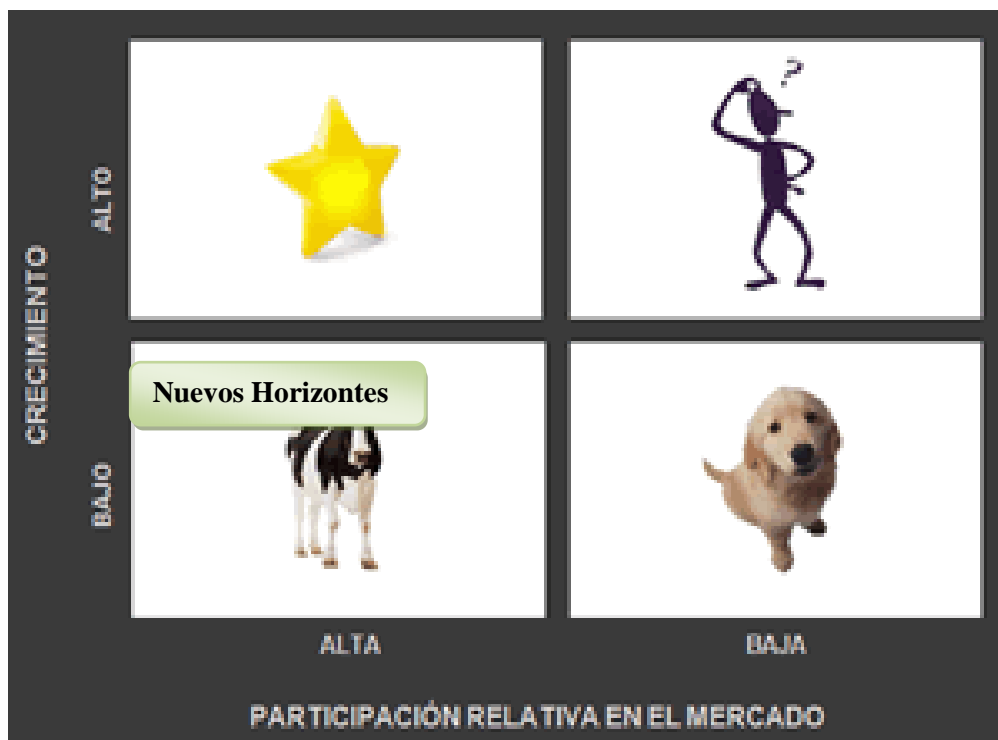 ?
ALTO
CRECIMIENTO
Nuevos Horizontes
BAJO
ALTA
BAJA
PARTICIPACIÓN RELATIVA EN EL MERCADO